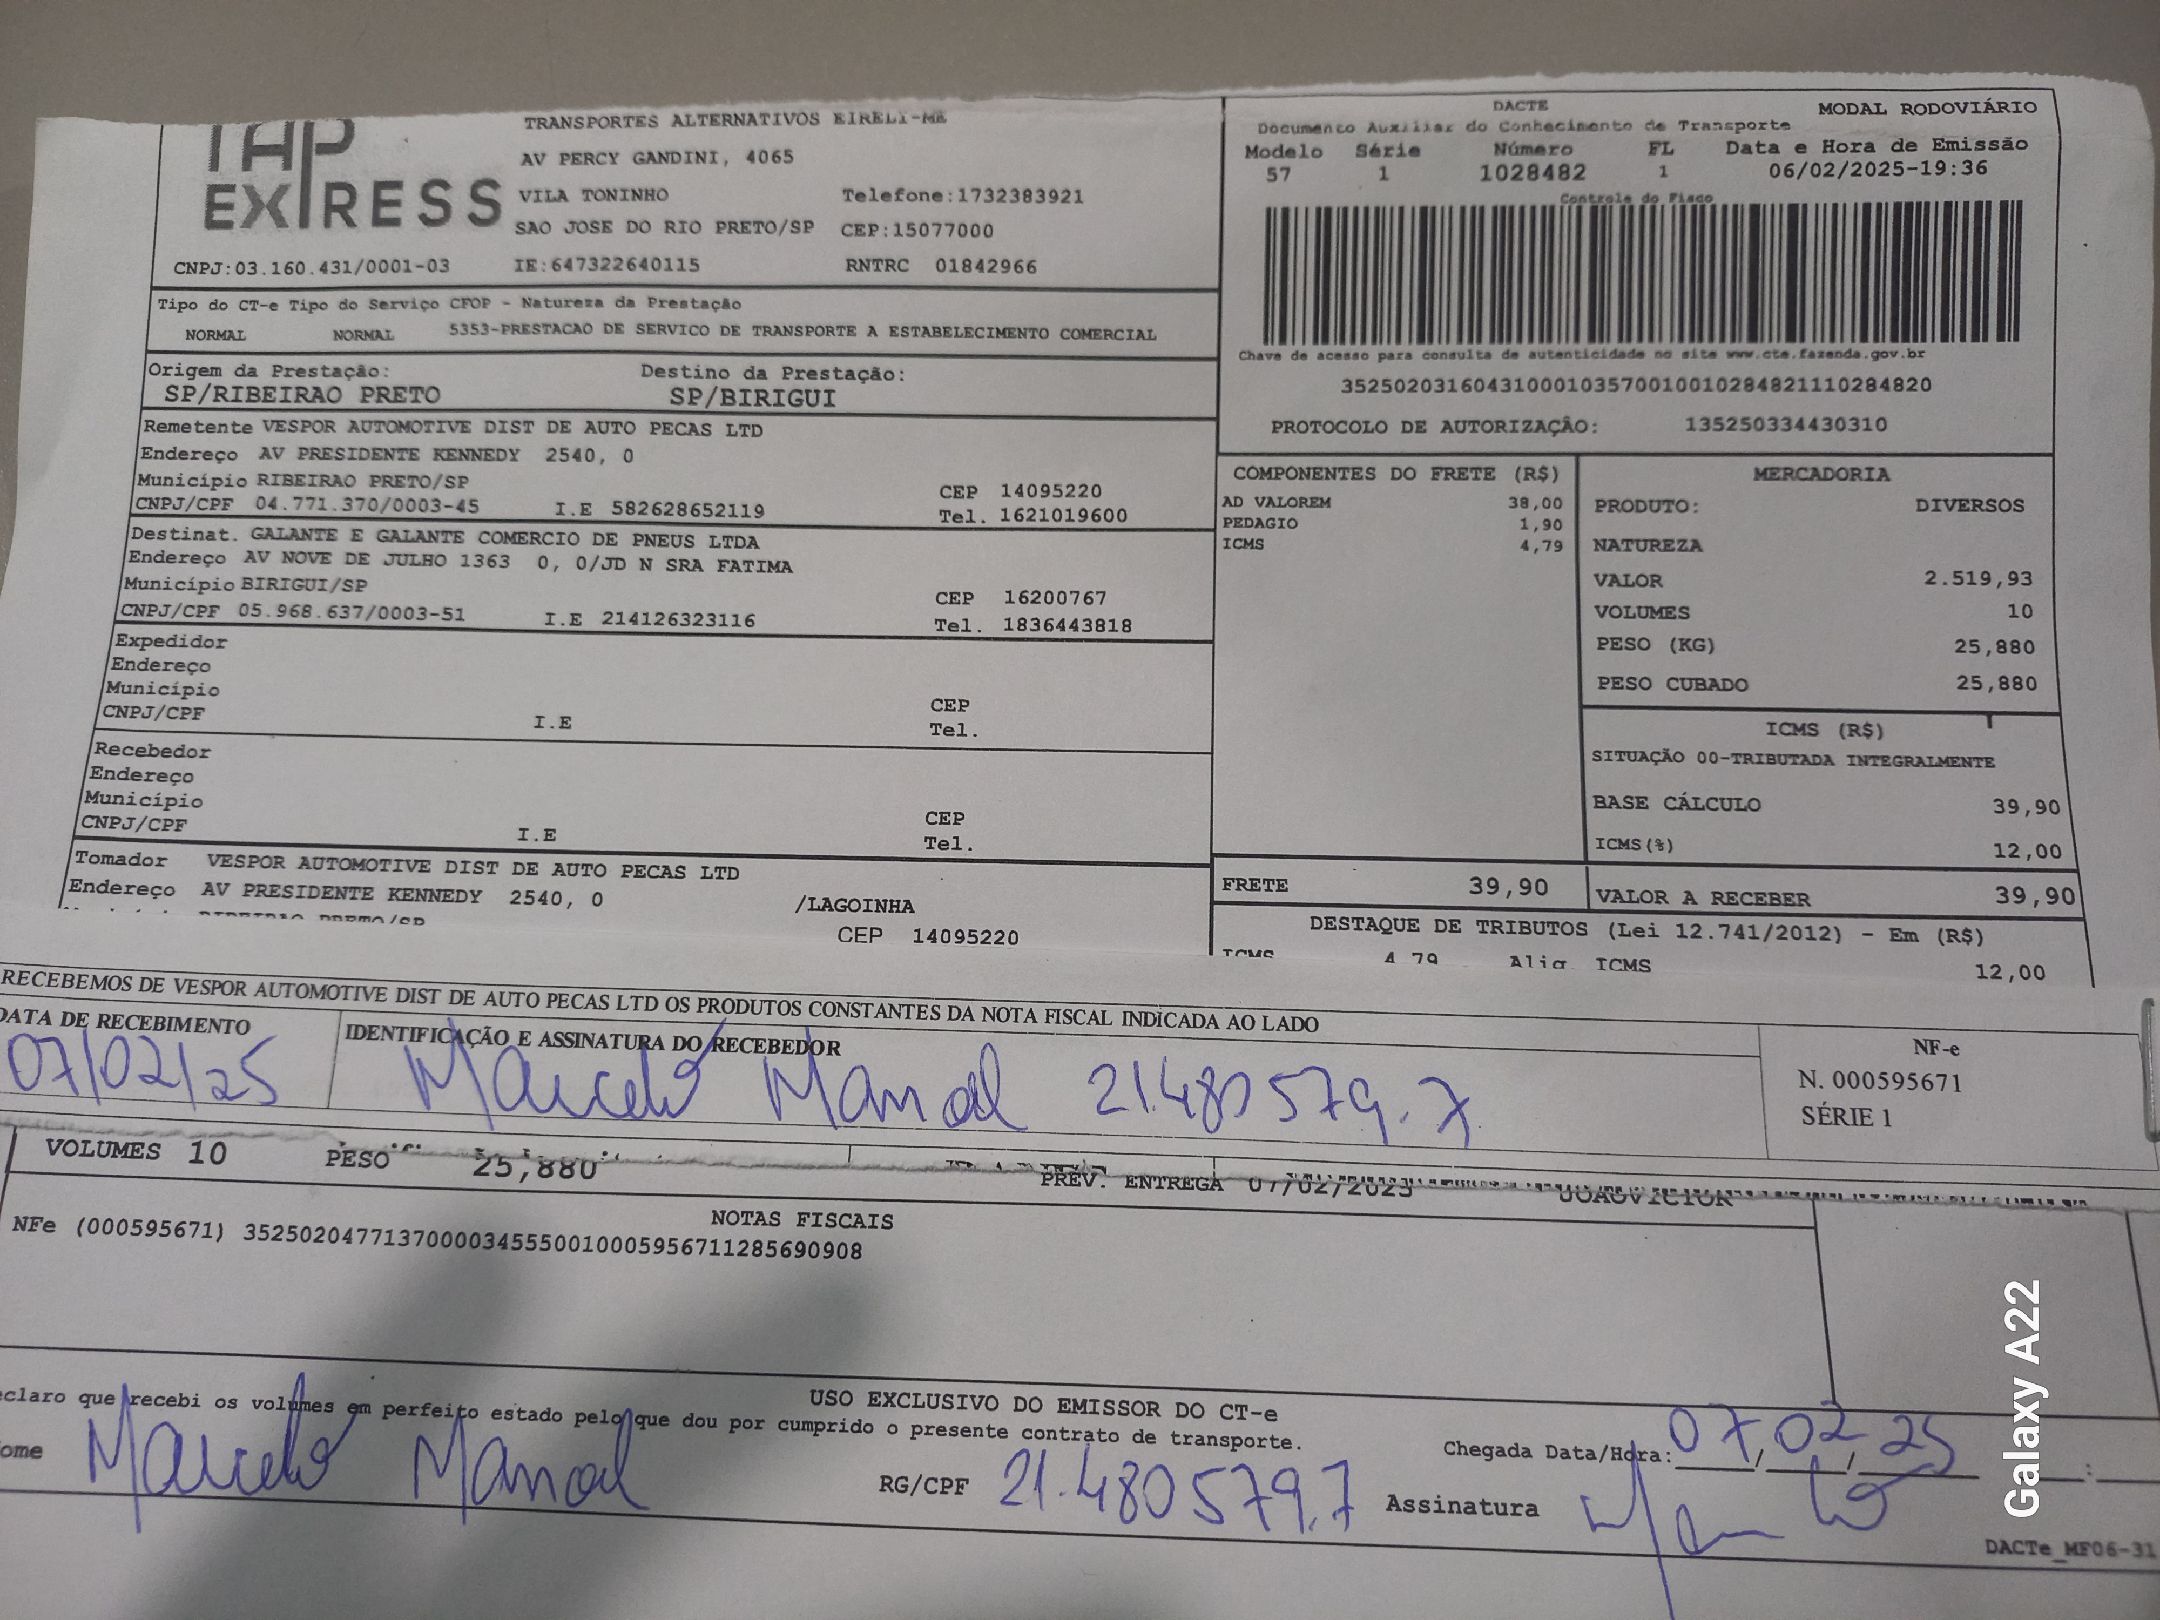 TAP
EXPRESS
TRANSPORTES ALTERNATIVOS EIRELI-ME
AV PERCY GANDINI, 4065
VILA TONINHO Telefone:1732383921
SAO JOSE DO RIO PRETO/SP CEP:15077000
CNPJ:03.160.431/0001-03 IE:647322640115 RNTRC 01842966
DACTE MODAL RODOVIÁRIO
Documento Auxiliar do Conhecimento de Transporte
Modelo Série Número FL Data e Hora de Emissão
57 1 1028482 1 06/02/2025-19:36
Controle do Fisco
Chave de acesso para consulta de autenticidade no site www.cte.fazenda.gov.br
35250203160431000103570010010284821110284820
PROTOCOLO DE AUTORIZAÇÃO: 135250334430310
Tipo do CT-e Tipo do Serviço CFOP - Natureza da Prestação
NORMAL NORMAL 5353-PRESTACAO DE SERVICO DE TRANSPORTE A ESTABELECIMENTO COMERCIAL
Origem da Prestação: Destino da Prestação:
SP/RIBEIRAO PRETO SP/BIRIGUI
Remetente VESPOR AUTOMOTIVE DIST DE AUTO PECAS LTD
Endereço AV PRESIDENTE KENNEDY 2540, 0
Município RIBEIRAO PRETO/SP CEP 14095220
CNPJ/CPF 04.771.370/0003-45 I.E 582628652119 Tel. 1621019600
Destinat. GALANTE E GALANTE COMERCIO DE PNEUS LTDA
Endereço AV NOVE DE JULHO 1363 0, 0/JD N SRA FATIMA
Município BIRIGUI/SP CEP 16200767
CNPJ/CPF 05.968.637/0003-51 I.E 214126323116 Tel. 1836443818
Expedidor
Endereço
Município CEP
CNPJ/CPF I.E Tel.
Recebedor
Endereço
Município CEP
CNPJ/CPF I.E Tel.
Tomador VESPOR AUTOMOTIVE DIST DE AUTO PECAS LTD
Endereço AV PRESIDENTE KENNEDY 2540, 0 /LAGOINHA
RIBEIRAO PRETO/SP CEP 14095220
COMPONENTES DO FRETE (R$)
AD VALOREM 38,00
PEDAGIO 1,90
ICMS 4,79
FRETE 39,90
MERCADORIA
PRODUTO: DIVERSOS
NATUREZA
VALOR 2.519,93
VOLUMES 10
PESO (KG) 25,880
PESO CUBADO 25,880
ICMS (R$)
SITUAÇÃO 00-TRIBUTADA INTEGRALMENTE
BASE CÁLCULO 39,90
ICMS(%) 12,00
VALOR A RECEBER 39,90
DESTAQUE DE TRIBUTOS (Lei 12.741/2012) - Em (R$)
ICMS 4,79 Aliq. ICMS 12,00
RECEBEMOS DE VESPOR AUTOMOTIVE DIST DE AUTO PECAS LTD OS PRODUTOS CONSTANTES DA NOTA FISCAL INDICADA AO LADO
DATA DE RECEBIMENTO IDENTIFICAÇÃO E ASSINATURA DO RECEBEDOR
07/02/25 Marcelo Manoel 21.480579.7
NF-e
N. 000595671
SÉRIE 1
VOLUMES 10 PESO 25,880 PREV. ENTREGA 07/02/2025 JOAOVICTOR
NOTAS FISCAIS
NFe (000595671) 35250204771370000345550010005956711285690908
USO EXCLUSIVO DO EMISSOR DO CT-e
eclaro que recebi os volumes em perfeito estado pelo que dou por cumprido o presente contrato de transporte.
ome Marcelo Manoel RG/CPF 21.480579.7
Chegada Data/Hora: 07/02/25 :
Assinatura
DACTe_MF06-31
Galaxy A22